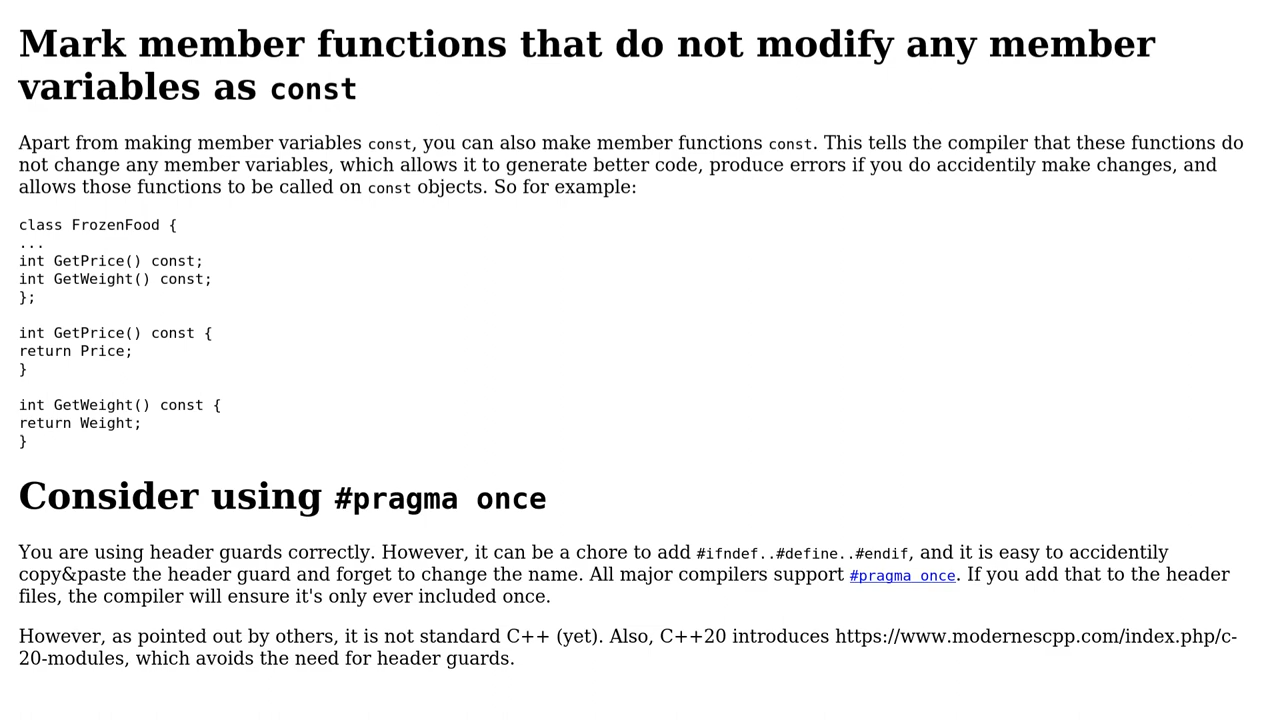 Mark member functions that do not modify any member
variables as const
Apart from making member variables const, you can also make member functions const. This tells the compiler that these functions do
not change any member variables, which allows it to generate better code, produce errors if you do accidentily make changes, and
allows those functions to be called on const objects. So for example:
class FrozenFood {
...
int GetPrice() const;
int GetWeight() const;
};
int GetPrice() const {
return Price;
}
int GetWeight() const {
return Weight;
}
Consider using #pragma once
You are using header guards correctly. However, it can be a chore to add #ifndef..#define..#endif, and it is easy to accidentily
copy&paste the header guard and forget to change the name. All major compilers support #pragma once. If you add that to the header
files, the compiler will ensure it's only ever included once.
However, as pointed out by others, it is not standard C++ (yet). Also, C++20 introduces https://www.modernescpp.com/index.php/c-
20-modules, which avoids the need for header guards.